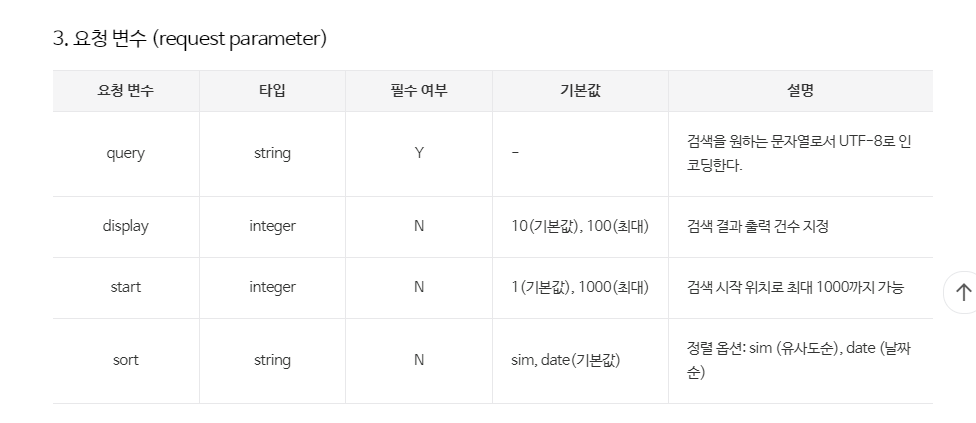 3. 요청 변수 (request parameter)
요청 변수 타입 필수 여부 기본값 설명
query string Y - 검색을 원하는 문자열로서 UTF-8로 인
코딩한다.
display integer N 10(기본값), 100(최대) 검색 결과 출력 건수 지정
start integer N 1(기본값), 1000(최대) 검색 시작 위치로 최대 1000까지 가능
sort string N sim, date(기본값) 정렬 옵션: sim (유사도순), date (날짜
순)